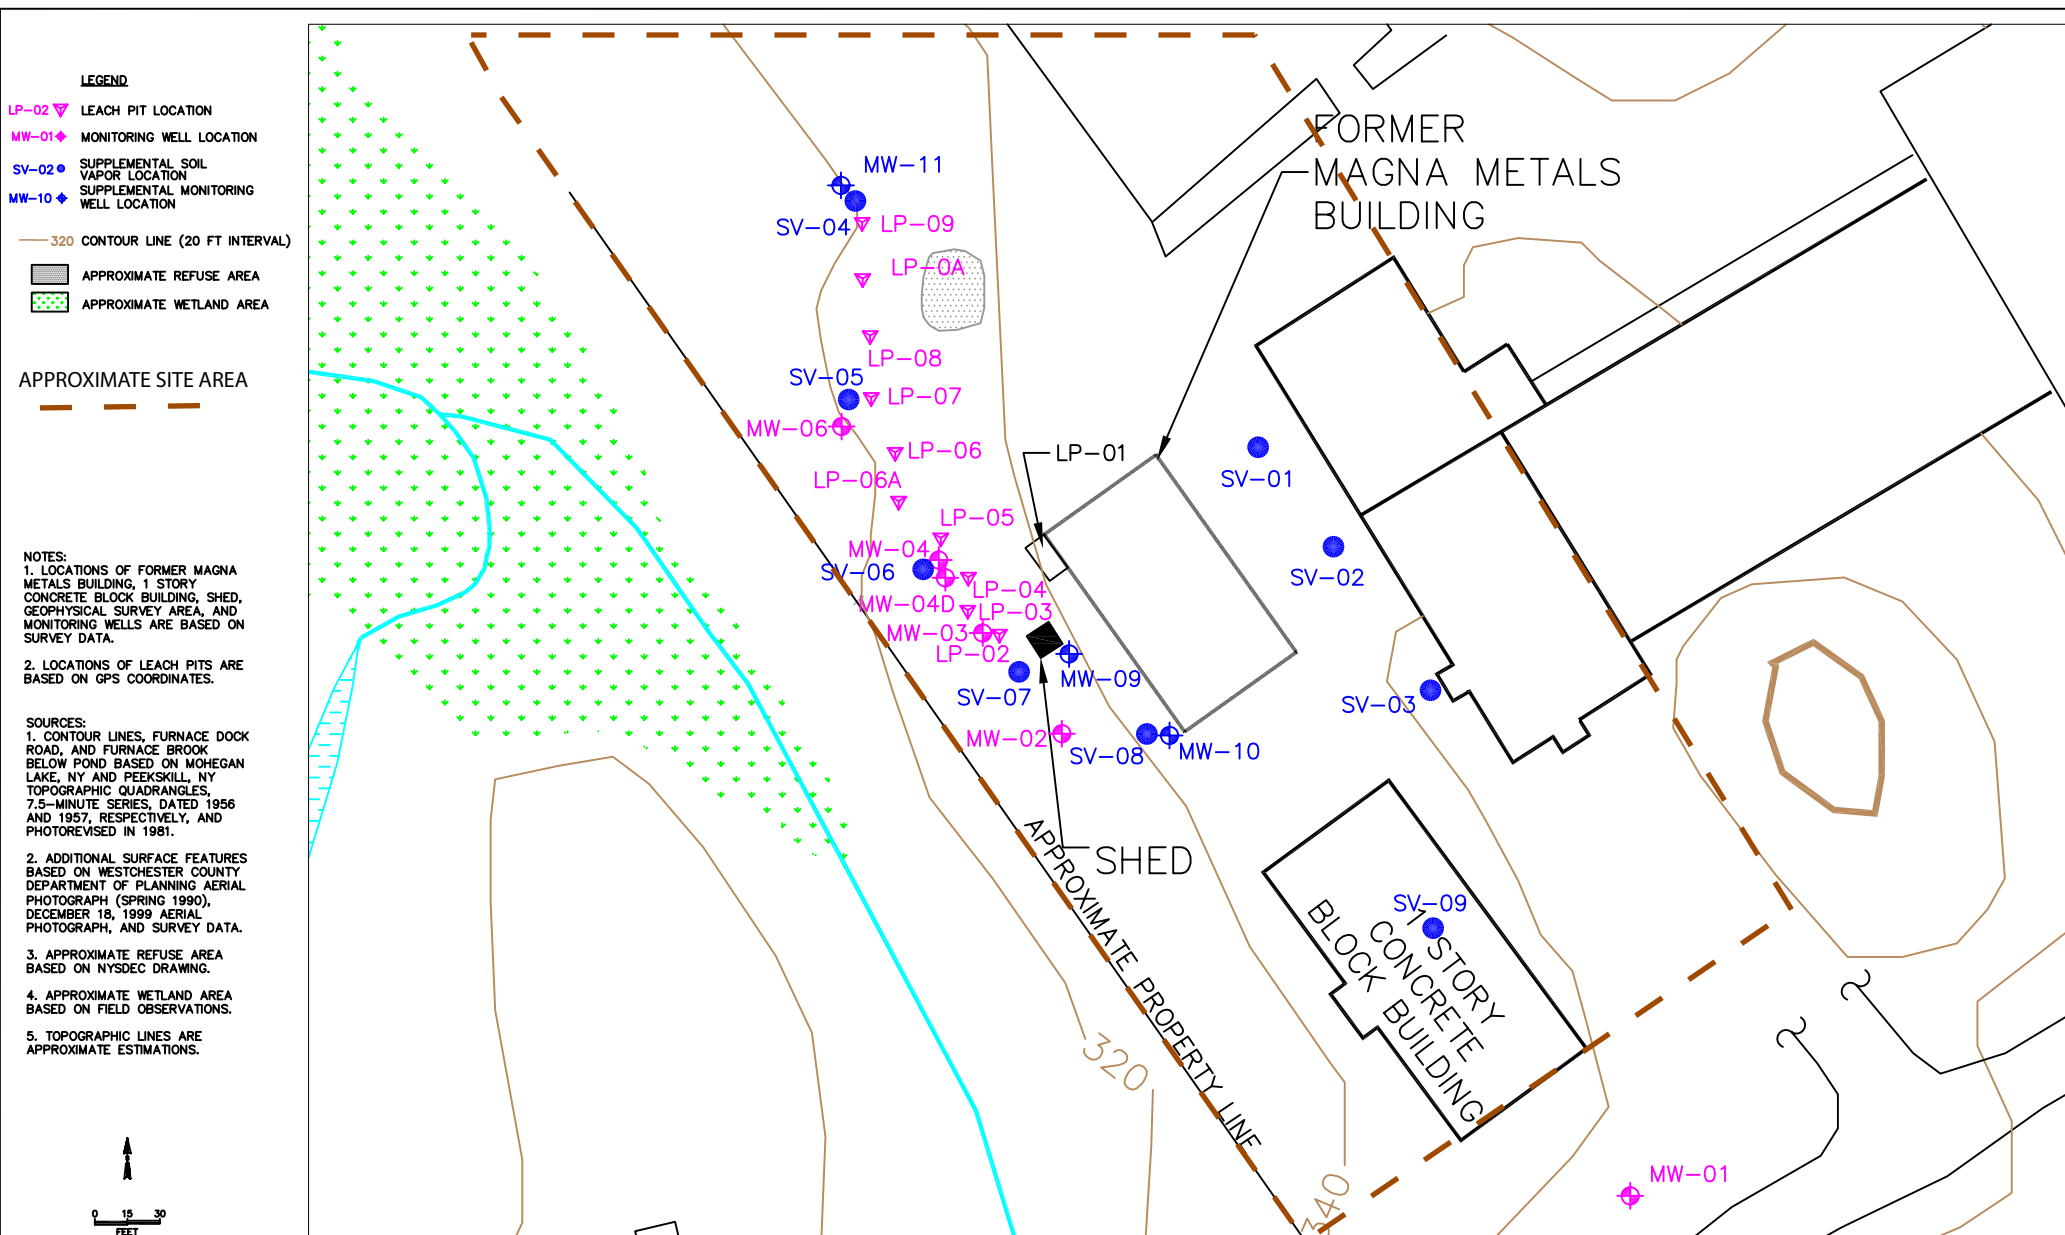 LEGEND
LP-02 LEACH PIT LOCATION
MW-01 MONITORING WELL LOCATION
SV-02 SUPPLEMENTAL SOIL
VAPOR LOCATION
MW-10 SUPPLEMENTAL MONITORING
WELL LOCATION
320 CONTOUR LINE (20 FT INTERVAL)
APPROXIMATE REFUSE AREA
APPROXIMATE WETLAND AREA
APPROXIMATE SITE AREA
NOTES:
1. LOCATIONS OF FORMER MAGNA
METALS BUILDING, 1 STORY
CONCRETE BLOCK BUILDING, SHED,
GEOPHYSICAL SURVEY AREA, AND
MONITORING WELLS ARE BASED ON
SURVEY DATA.
2. LOCATIONS OF LEACH PITS ARE
BASED ON GPS COORDINATES.
SOURCES:
1. CONTOUR LINES, FURNACE DOCK
ROAD, AND FURNACE BROOK
BELOW POND BASED ON MOHEGAN
LAKE, NY AND PEEKSKILL, NY
TOPOGRAPHIC QUADRANGLES,
7.5-MINUTE SERIES, DATED 1956
AND 1957, RESPECTIVELY, AND
PHOTOREVISED IN 1981.
2. ADDITIONAL SURFACE FEATURES
BASED ON WESTCHESTER COUNTY
DEPARTMENT OF PLANNING AERIAL
PHOTOGRAPH (SPRING 1990),
DECEMBER 18, 1999 AERIAL
PHOTOGRAPH, AND SURVEY DATA.
3. APPROXIMATE REFUSE AREA
BASED ON NYSDEC DRAWING.
4. APPROXIMATE WETLAND AREA
BASED ON FIELD OBSERVATIONS.
5. TOPOGRAPHIC LINES ARE
APPROXIMATE ESTIMATIONS.
0 15 30
FEET
FORMER
MAGNA METALS
BUILDING
MW-11
SV-04
LP-09
LP-0A
LP-08
SV-05
LP-07
MW-06
LP-06
LP-06A
LP-01
SV-01
LP-05
MW-04
SV-06
SV-02
LP-04
MW-04D
LP-03
MW-03
LP-02
MW-09
SV-07
SV-03
MW-02
SV-08
MW-10
SHED
APPROXIMATE PROPERTY LINE
SV-09
1 STORY
CONCRETE
BLOCK BUILDING
320
340
MW-01